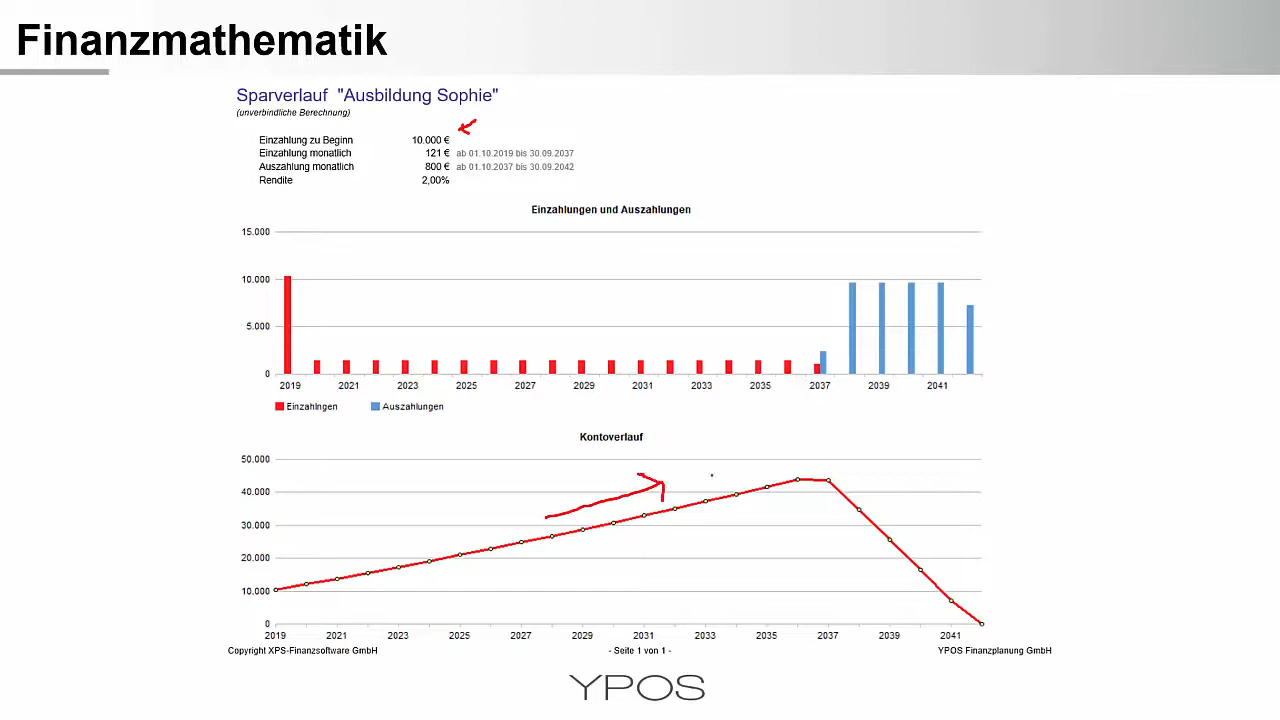 Finanzmathematik
Sparverlauf "Ausbildung Sophie"
(unverbindliche Berechnung)
Einzahlung zu Beginn 10.000 €
Einzahlung monatlich 121 € ab 01.10.2019 bis 30.09.2037
Auszahlung monatlich 800 € ab 01.10.2037 bis 30.09.2042
Rendite 2,00%
Einzahlungen und Auszahlungen
15.000
10.000
5.000
0
2019 2021 2023 2025 2027 2029 2031 2033 2035 2037 2039 2041
Einzahlngen Auszahlungen
Kontoverlauf
50.000
40.000
30.000
20.000
10.000
0
2019 2021 2023 2025 2027 2029 2031 2033 2035 2037 2039 2041
Copyright XPS-Finanzsoftware GmbH - Seite 1 von 1 - YPOS Finanzplanung GmbH
YPOS